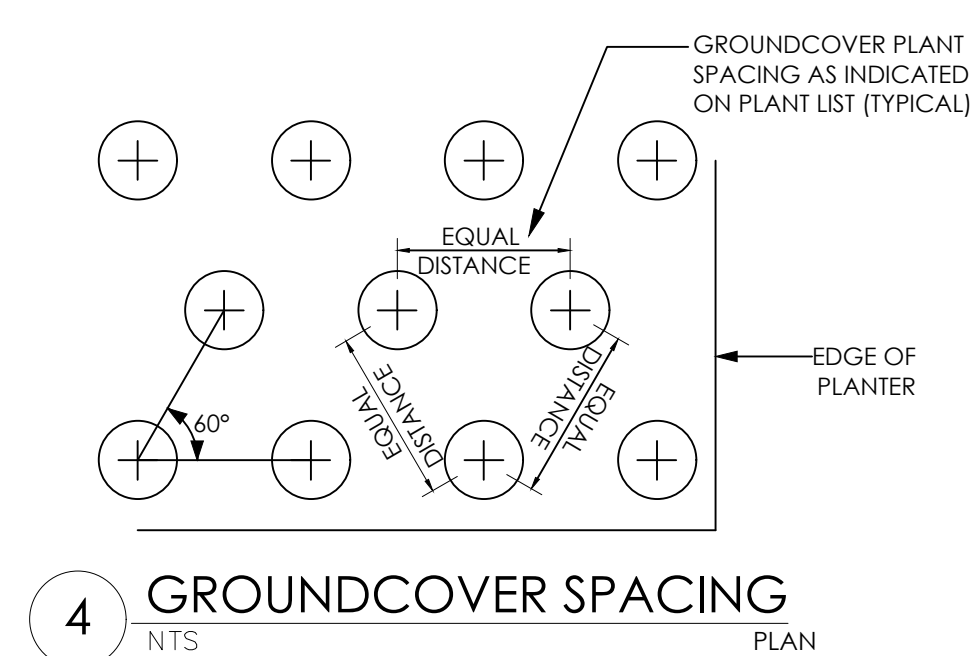 GROUNDCOVER PLANT
SPACING AS INDICATED
ON PLANT LIST (TYPICAL)
EQUAL
DISTANCE
EQUAL
DISTANCE
EQUAL
DISTANCE
EDGE OF
PLANTER
60°
4
GROUNDCOVER SPACING
NTS
PLAN